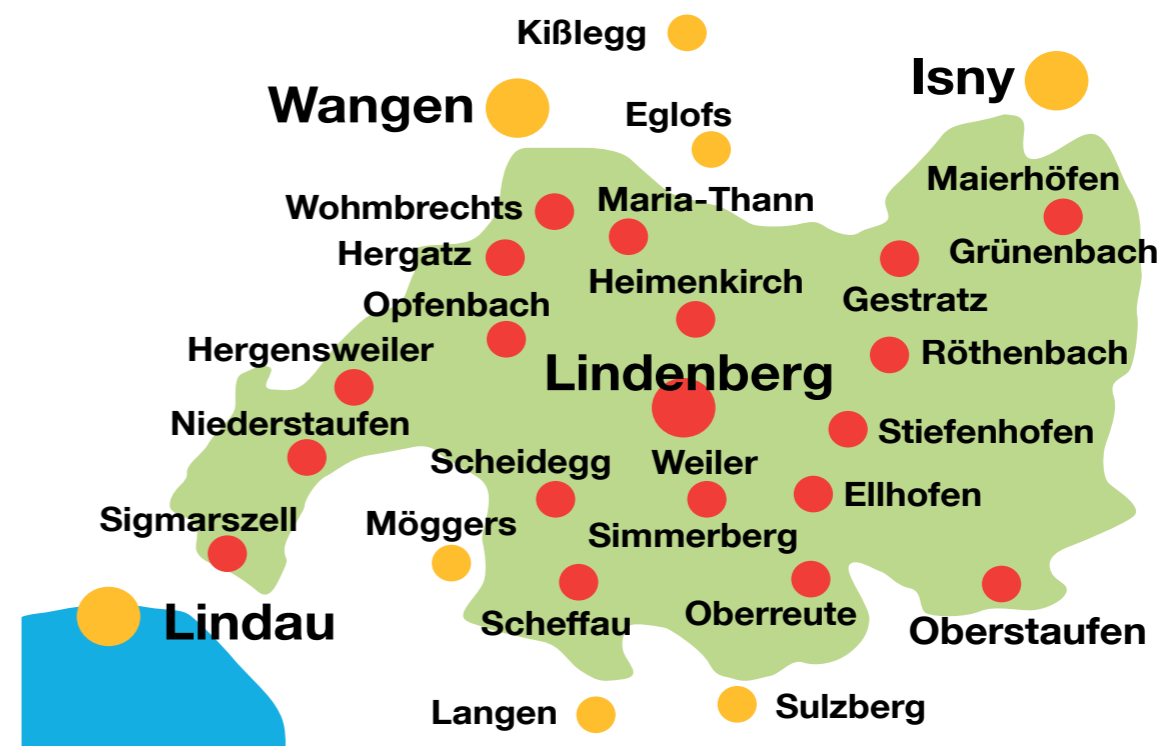 Kißlegg
Isny
Wangen
Eglofs
Maierhöfen
Maria-Thann
Wohmbrechts
Grünenbach
Hergatz
Heimenkirch
Gestratz
Opfenbach
Hergensweiler
Röthenbach
Lindenberg
Niederstaufen
Stiefenhofen
Scheidegg
Weiler
Ellhofen
Sigmarszell
Möggers
Simmerberg
Oberreute
Lindau
Scheffau
Oberstaufen
Sulzberg
Langen